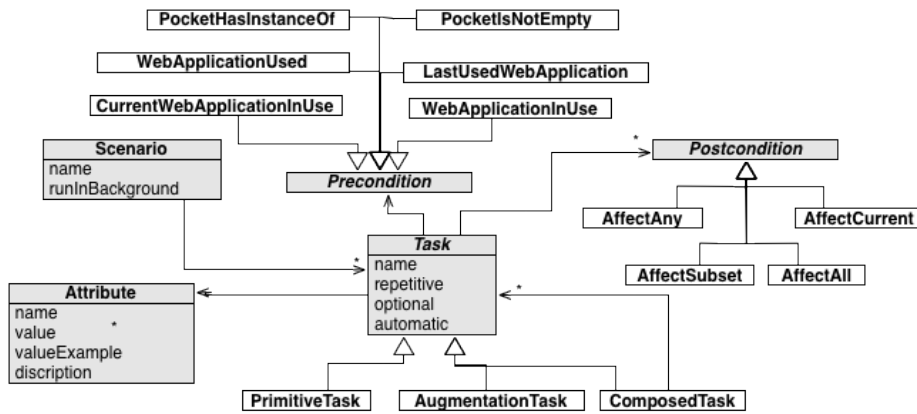 PocketHasInstanceOf
PocketIsNotEmpty
WebApplicationUsed
LastUsedWebApplication
CurrentWebApplicationInUse
WebApplicationInUse
Scenario
name
runInBackground
*
Postcondition
Precondition
AffectAny
AffectCurrent
AffectSubset
AffectAll
Task
name
repetitive
optional
automatic
*
*
Attribute
name
value
*
valueExample
discription
PrimitiveTask
AugmentationTask
ComposedTask